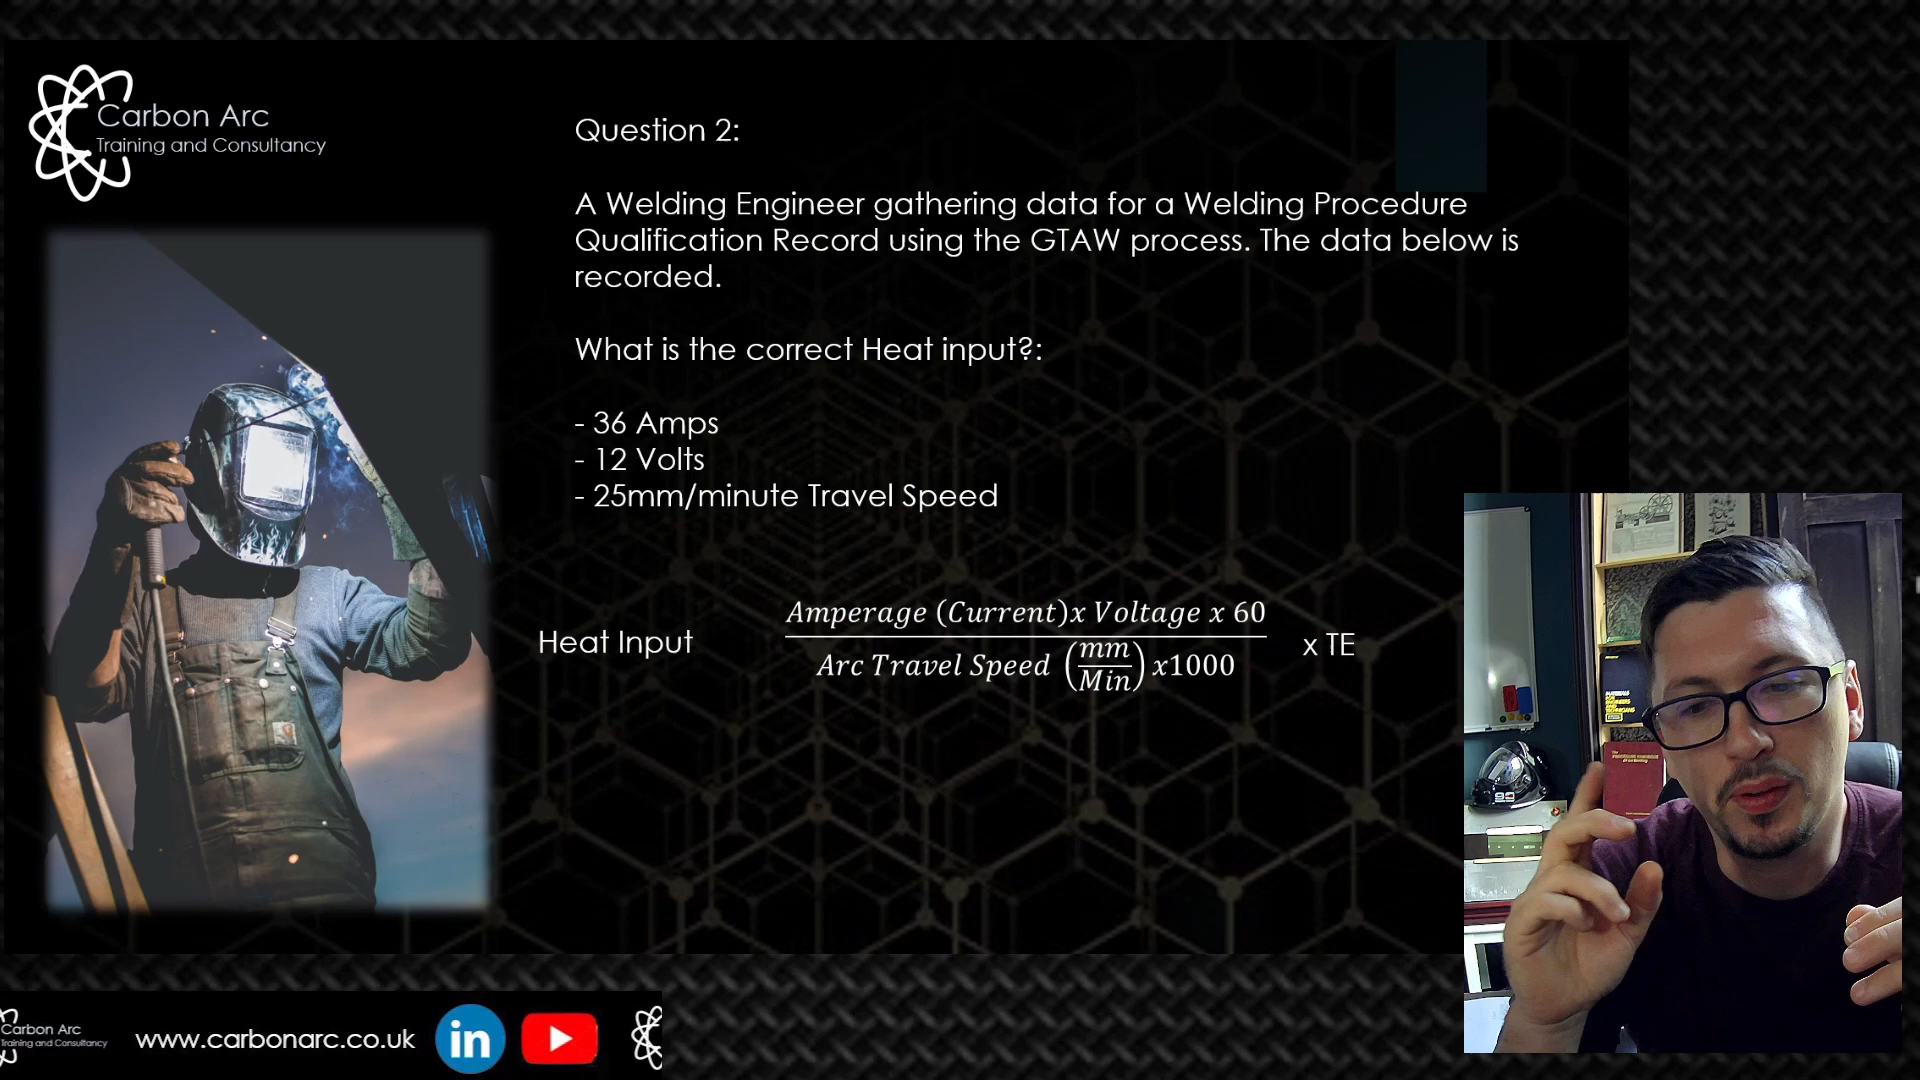 Carbon Arc
Training and Consultancy
Question 2:
A Welding Engineer gathering data for a Welding Procedure
Qualification Record using the GTAW process. The data below is
recorded.
What is the correct Heat input?:
- 36 Amps
- 12 Volts
- 25mm/minute Travel Speed
Heat Input
Amperage (Current)x Voltage x 60
Arc Travel Speed (mm/Min) x1000
x TE
Carbon Arc
Training and Consultancy
www.carbonarc.co.uk
in